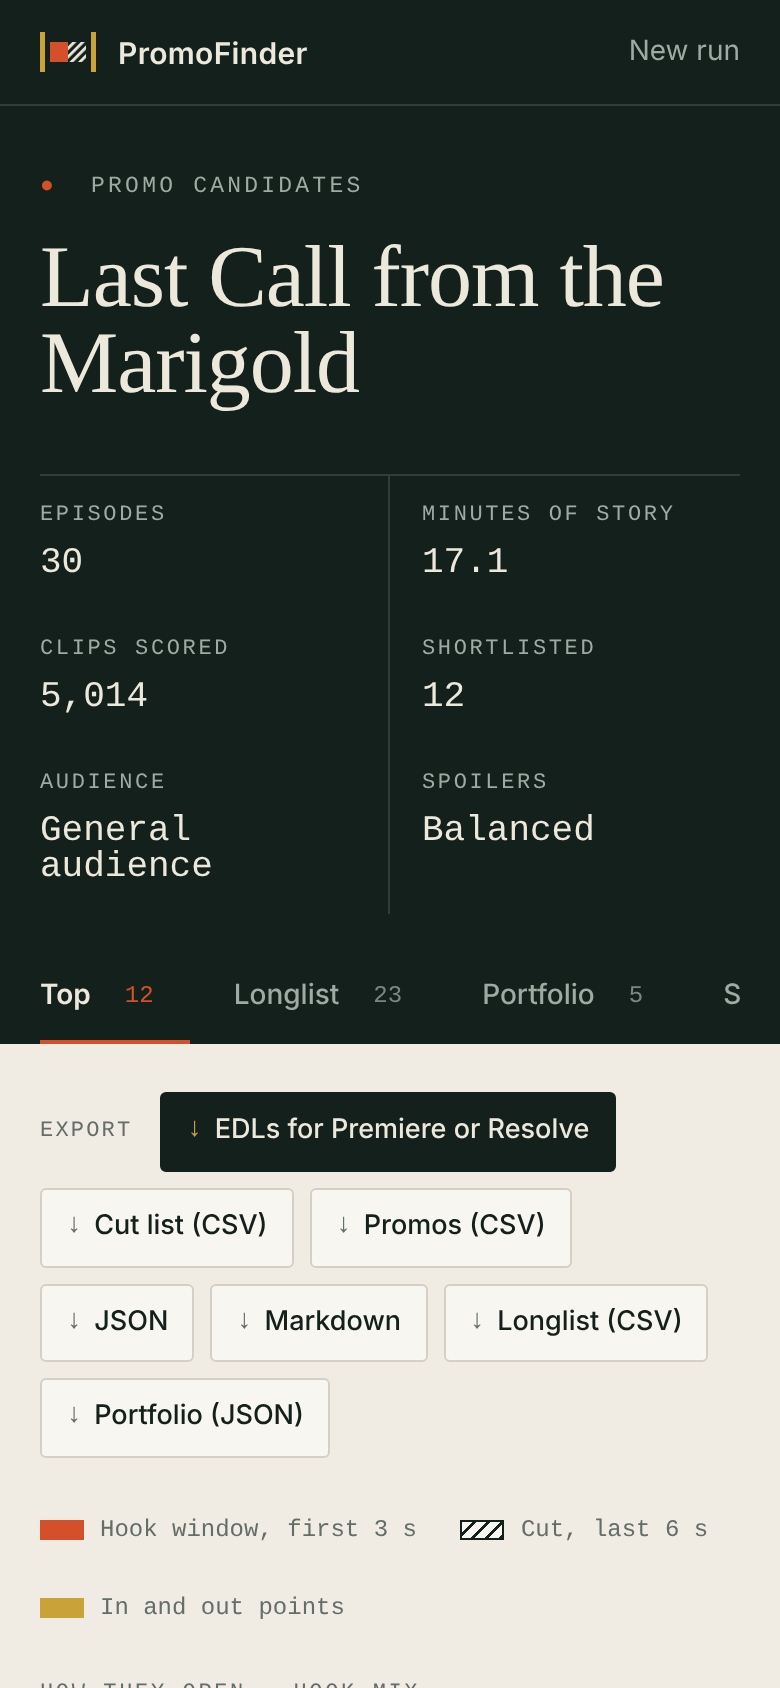 PromoFinder
New run
PROMO CANDIDATES
Last Call from the
Marigold
EPISODES
30
MINUTES OF STORY
17.1
CLIPS SCORED
5,014
SHORTLISTED
12
AUDIENCE
General
audience
SPOILERS
Balanced
Top 12 Longlist 23 Portfolio 5 S
EXPORT ↓ EDLs for Premiere or Resolve
↓ Cut list (CSV) ↓ Promos (CSV)
↓ JSON ↓ Markdown ↓ Longlist (CSV)
↓ Portfolio (JSON)
Hook window, first 3 s Cut, last 6 s
In and out points